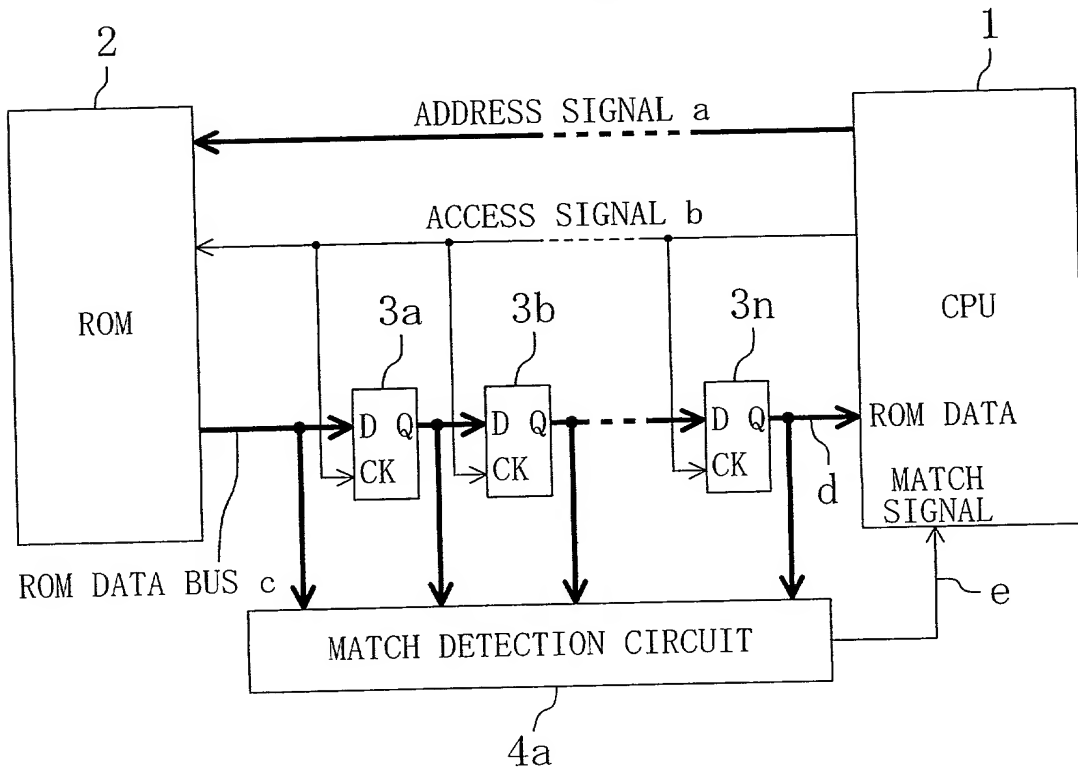 2
1
ADDRESS SIGNAL a
ACCESS SIGNAL b
ROM
CPU
3a
3b
3n
D Q
D Q
D Q
CK
CK
CK
ROM DATA
d
MATCH
SIGNAL
ROM DATA BUS c
e
MATCH DETECTION CIRCUIT
4a